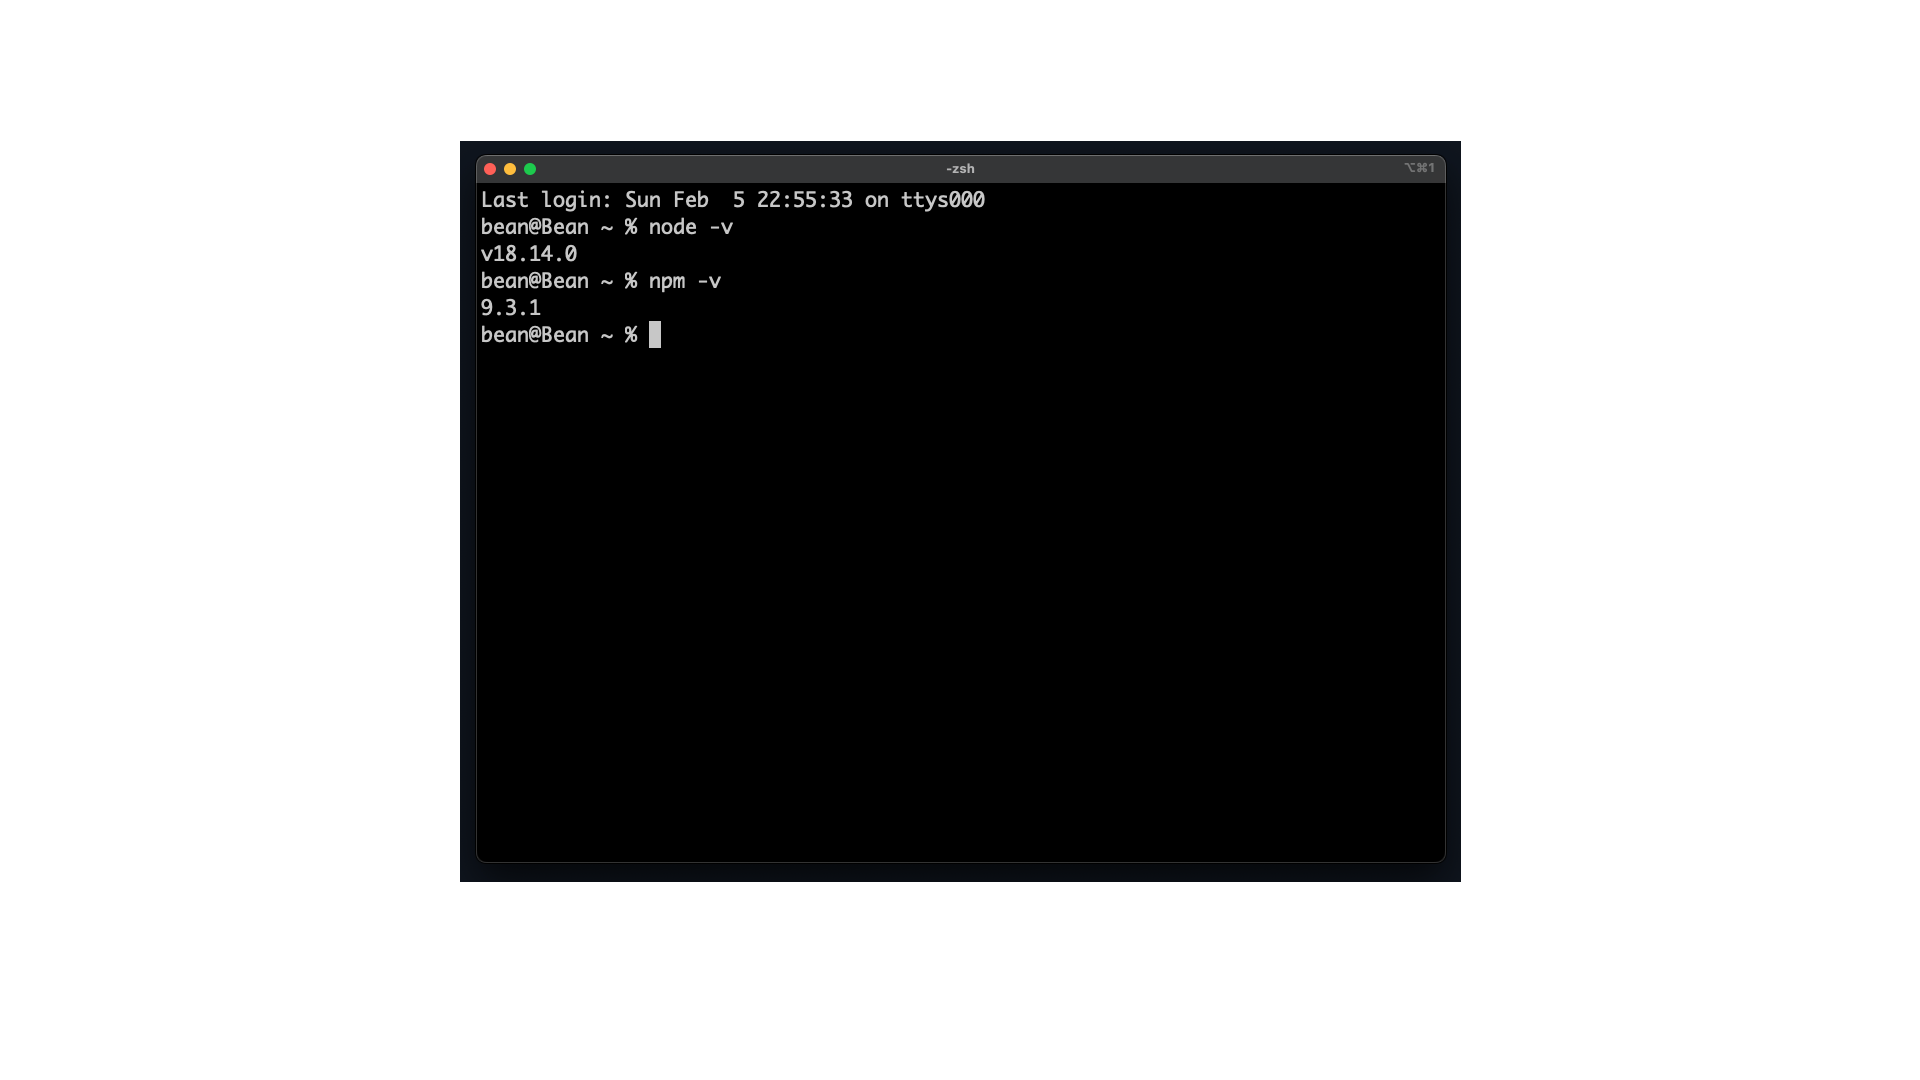 -zsh
⌥⌘1
Last login: Sun Feb  5 22:55:33 on ttys000
bean@Bean ~ % node -v
v18.14.0
bean@Bean ~ % npm -v
9.3.1
bean@Bean ~ %